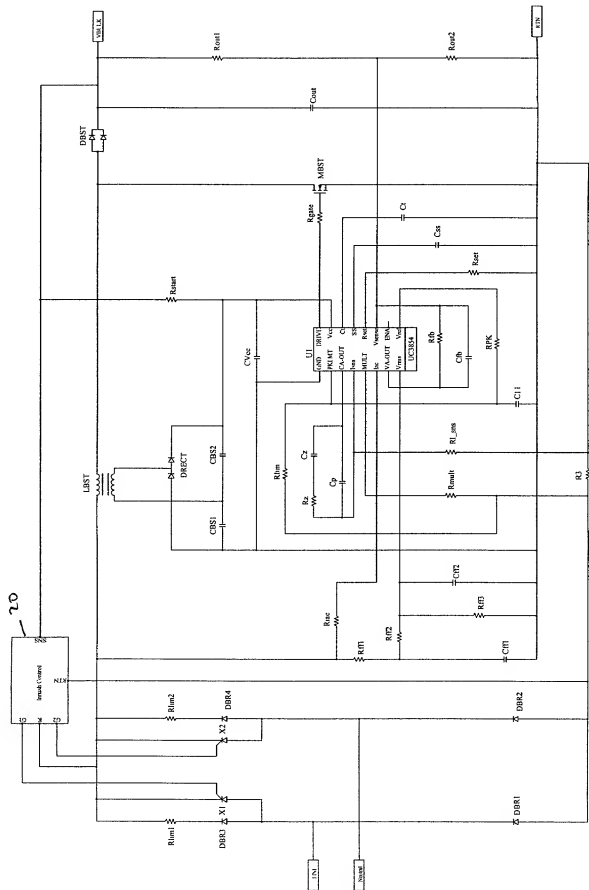 20
Inrush Control
G1
K
G2
SNS
RTN
LBST
DBST
VBULK
Rlim1
Rlim2
DBR3
X1
X2
DBR4
DRECT
CBS1
CBS2
Rstart
CVcc
Rout1
Cout
MBST
Rgate
LINE
Neutral
Rac
Rff1
Rff2
Rz
Cz
Cp
Rlim
U1
GND
DRIVE
PKLMT
Vcc
CA-OUT
Ct
Isns
SS
MULT
Rset
Iac
Vsense
VA-OUT
ENA
Vrms
Vref
UC3854
Ct
Css
Rset
Rout2
Rfb
Cfb
RPK
C11
DBR1
DBR2
Cff1
Rff3
Cff2
Rmult
RI_sns
R3
RTN